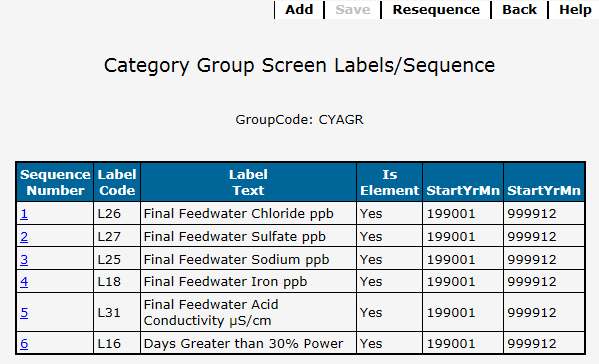 Add Save Resequence Back Help
Category Group Screen Labels/Sequence
GroupCode: CYAGR
Sequence Number Label Code Label Text Is Element StartYrMn StartYrMn
1 L26 Final Feedwater Chloride ppb Yes 199001 999912
2 L27 Final Feedwater Sulfate ppb Yes 199001 999912
3 L25 Final Feedwater Sodium ppb Yes 199001 999912
4 L18 Final Feedwater Iron ppb Yes 199001 999912
5 L31 Final Feedwater Acid Conductivity µS/cm Yes 199001 999912
6 L16 Days Greater than 30% Power Yes 199001 999912